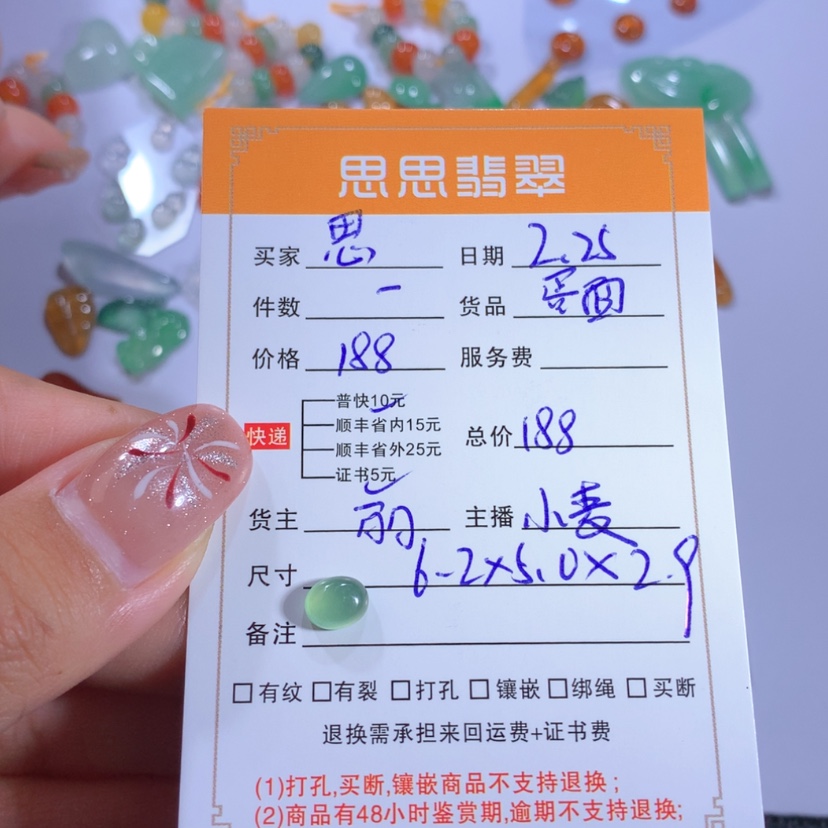 思思翡翠
买家 思 日期 2.25
件数 一 货品 蛋面
价格 188 服务费
普快10元
顺丰省内15元
快递 总价 188
顺丰省外25元
证书5元
货主 丽 主播 小麦
尺寸 6.2×5.0×2.9
备注
有纹 有裂 打孔 镶嵌 绑绳 买断
退换需承担来回运费+证书费
(1)打孔,买断,镶嵌商品不支持退换;
(2)商品有48小时鉴赏期,逾期不支持退换;